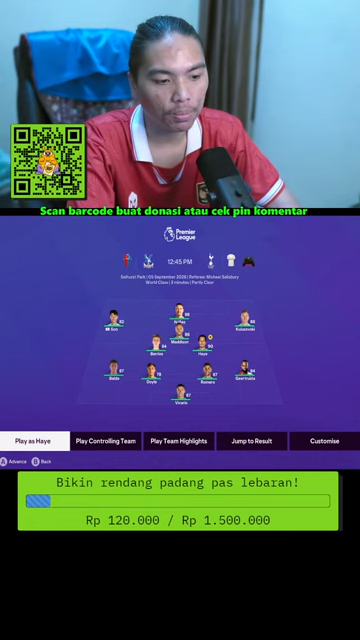 Scan barcode buat donasi atau cek pin komentar
Premier
League
12:45 PM
Selhurst Park | 05 September 2026 | Referee: Michael Salisbury
World Class | 3 minutes | Partly Clear
Son
Kulusevski
Maddison
Haye
Udogie
Romero
Vicario
Play as Haye
Play Controlling Team
Play Team Highlights
Jump to Result
Customise
A Advance
B Back
Bikin rendang padang pas lebaran!
Rp 120.000 / Rp 1.500.000